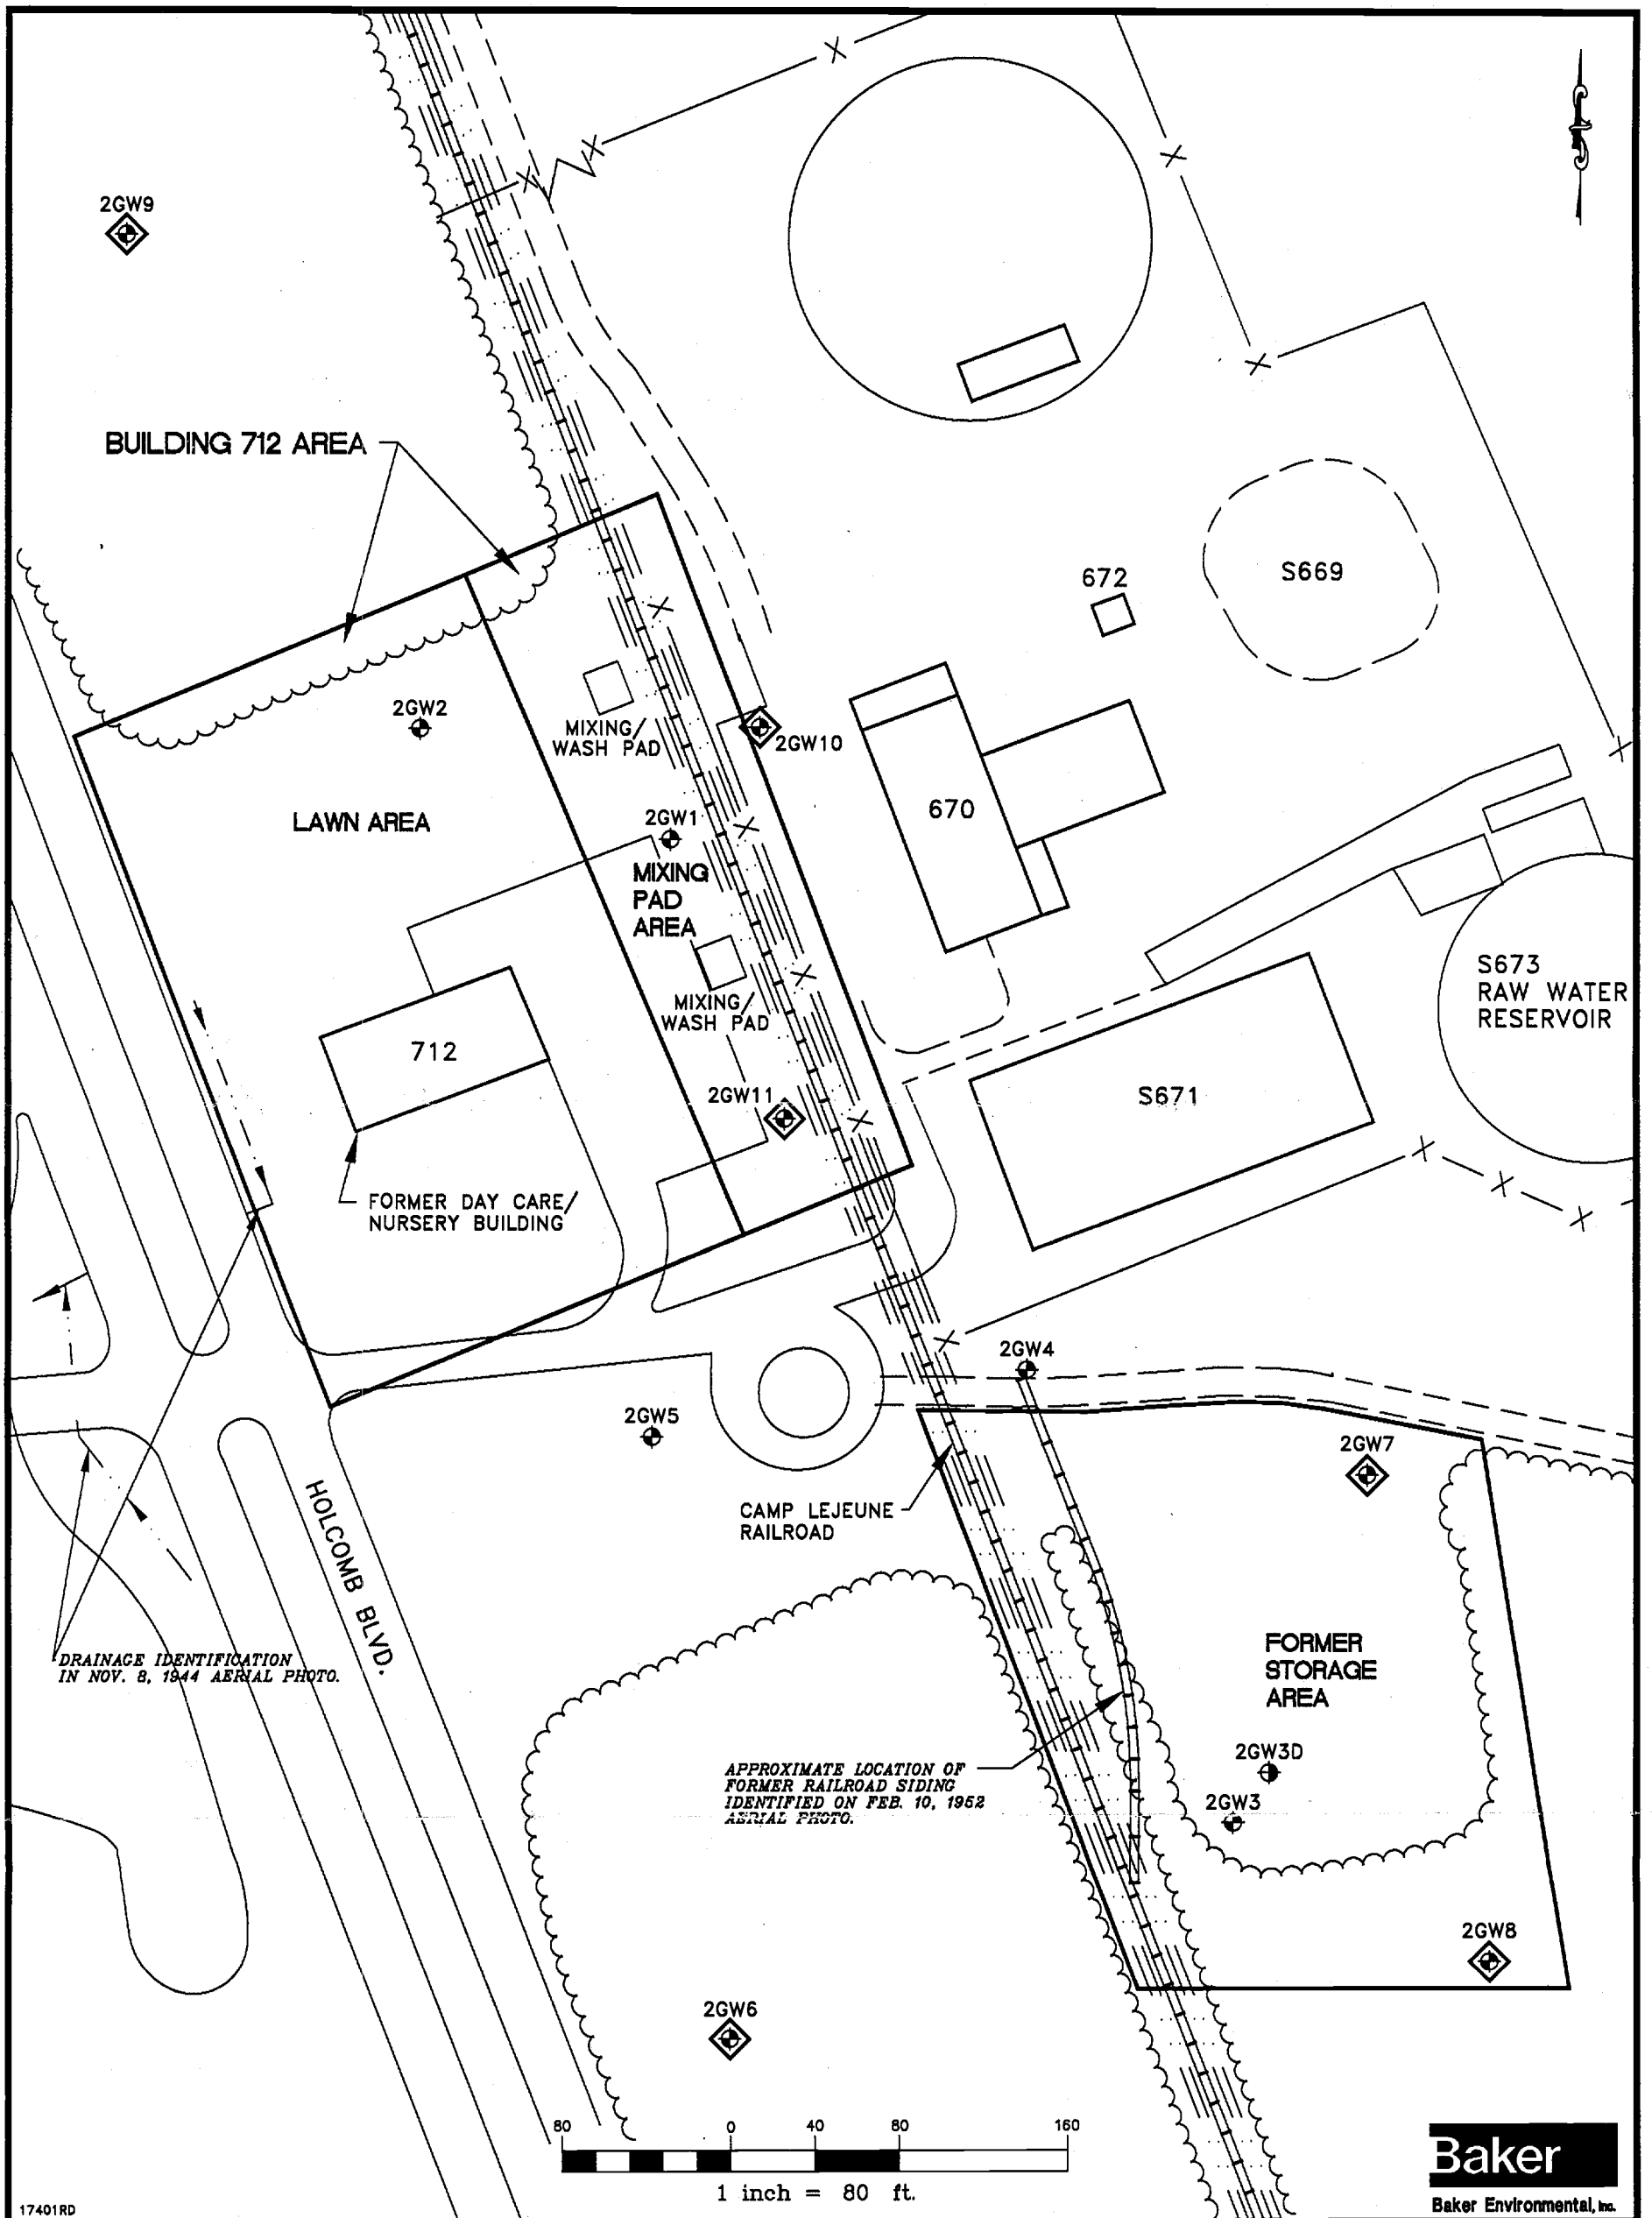 2GW9
BUILDING 712 AREA
672
S669
2GW2
MIXING/
WASH PAD
2GW10
LAWN AREA
2GW1
670
MIXING
PAD
AREA
S673
RAW WATER
RESERVOIR
MIXING/
WASH PAD
712
2GW11
S671
FORMER DAY CARE/
NURSERY BUILDING
2GW4
2GW5
2GW7
HOLCOMB BLVD.
CAMP LEJEUNE
RAILROAD
FORMER
STORAGE
AREA
DRAINAGE IDENTIFICATION
IN NOV. 8, 1944 AERIAL PHOTO.
2GW3D
APPROXIMATE LOCATION OF
FORMER RAILROAD SIDING
IDENTIFIED ON FEB. 10, 1952
AERIAL PHOTO.
2GW3
2GW8
2GW6
80 0 40 80 160
1 inch = 80 ft.
Baker
Baker Environmental, Inc.
17401RD